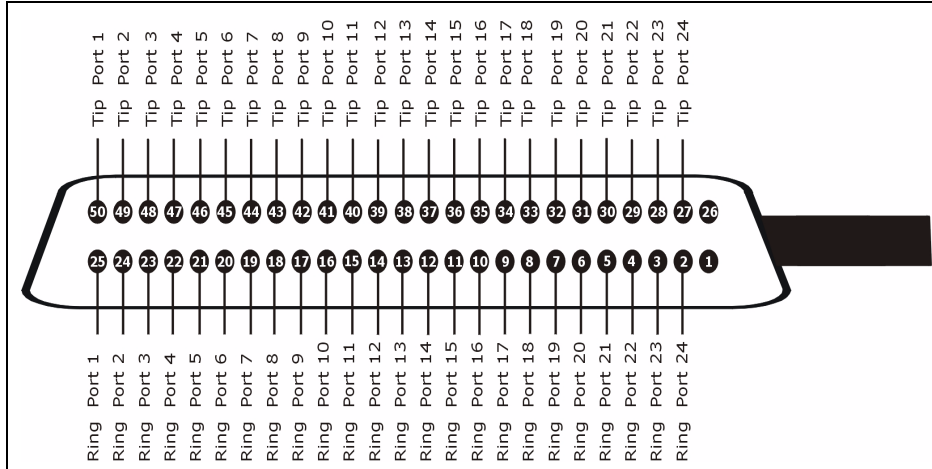 Tip Port 1
Tip Port 2
Tip Port 3
Tip Port 4
Tip Port 5
Tip Port 6
Tip Port 7
Tip Port 8
Tip Port 9
Tip Port 10
Tip Port 11
Tip Port 12
Tip Port 13
Tip Port 14
Tip Port 15
Tip Port 16
Tip Port 17
Tip Port 18
Tip Port 19
Tip Port 20
Tip Port 21
Tip Port 22
Tip Port 23
Tip Port 24
50 49 48 47 46 45 44 43 42 41 40 39 38 37 36 35 34 33 32 31 30 29 28 27 26
25 24 23 22 21 20 19 18 17 16 15 14 13 12 11 10 9 8 7 6 5 4 3 2 1
Ring Port 1
Ring Port 2
Ring Port 3
Ring Port 4
Ring Port 5
Ring Port 6
Ring Port 7
Ring Port 8
Ring Port 9
Ring Port 10
Ring Port 11
Ring Port 12
Ring Port 13
Ring Port 14
Ring Port 15
Ring Port 16
Ring Port 17
Ring Port 18
Ring Port 19
Ring Port 20
Ring Port 21
Ring Port 22
Ring Port 23
Ring Port 24